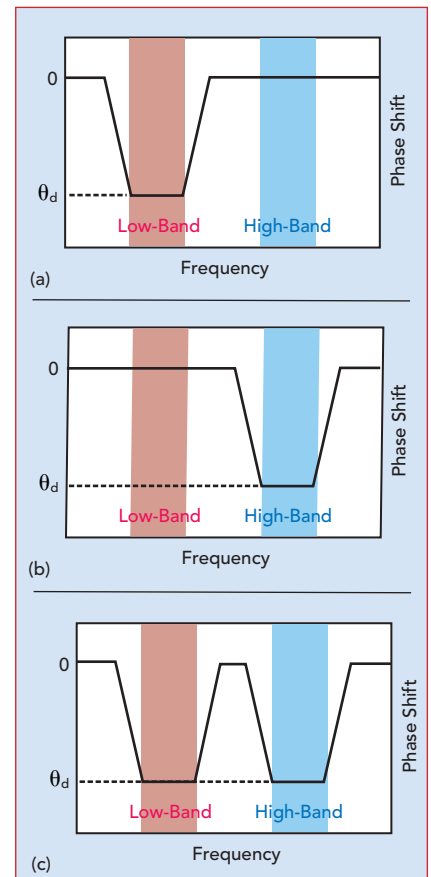 0
Phase Shift
θd
Low-Band High-Band
Frequency
(a)
0
Phase Shift
θd
Low-Band High-Band
Frequency
(b)
0
Phase Shift
θd
Low-Band High-Band
Frequency
(c)